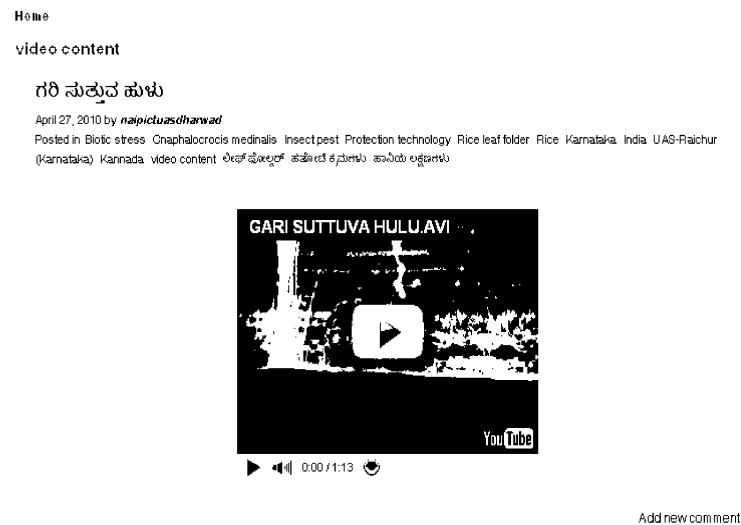 Home
video content
ಗರಿ ಸುತ್ತುವ ಹುಳು
April 27, 2010 by naipictuasdharwad
Posted in Biotic stress Cnaphalocrocis medinalis Insect pest Protection technology Rice leaf folder Rice Karnataka India UAS-Raichur
(Karnataka) Kannada video content ಲೀಫ್ ಫೋಲ್ಡರ್ ಹತೋಟಿ ಕ್ರಮಗಳು ಹಾನಿಯ ಲಕ್ಷಣಗಳು
GARI SUTTUVA HULU.AVI
YouTube
0:00 / 1:13
Add new comment